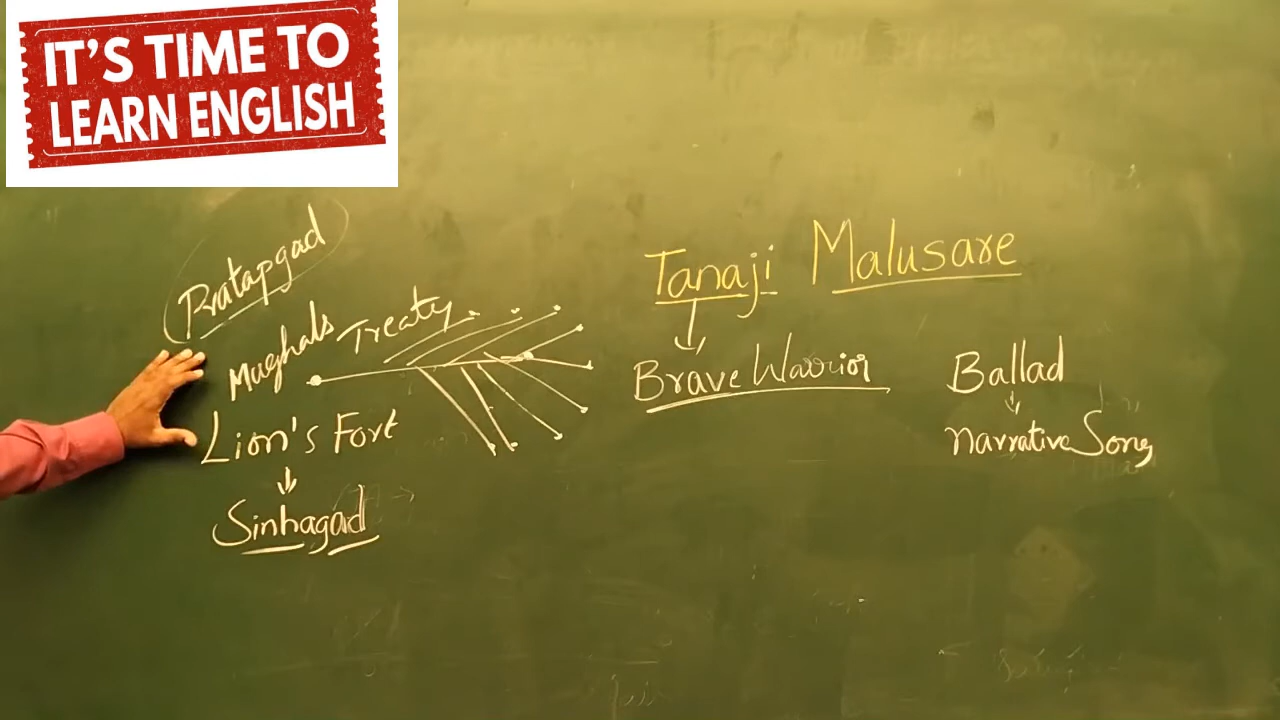 IT'S TIME TO
LEARN ENGLISH
Pratapgad
Mughals Treaty
Lion's Fort
Sinhagad
Tanaji Malusare
Brave Warrior
Ballad
narrative Song